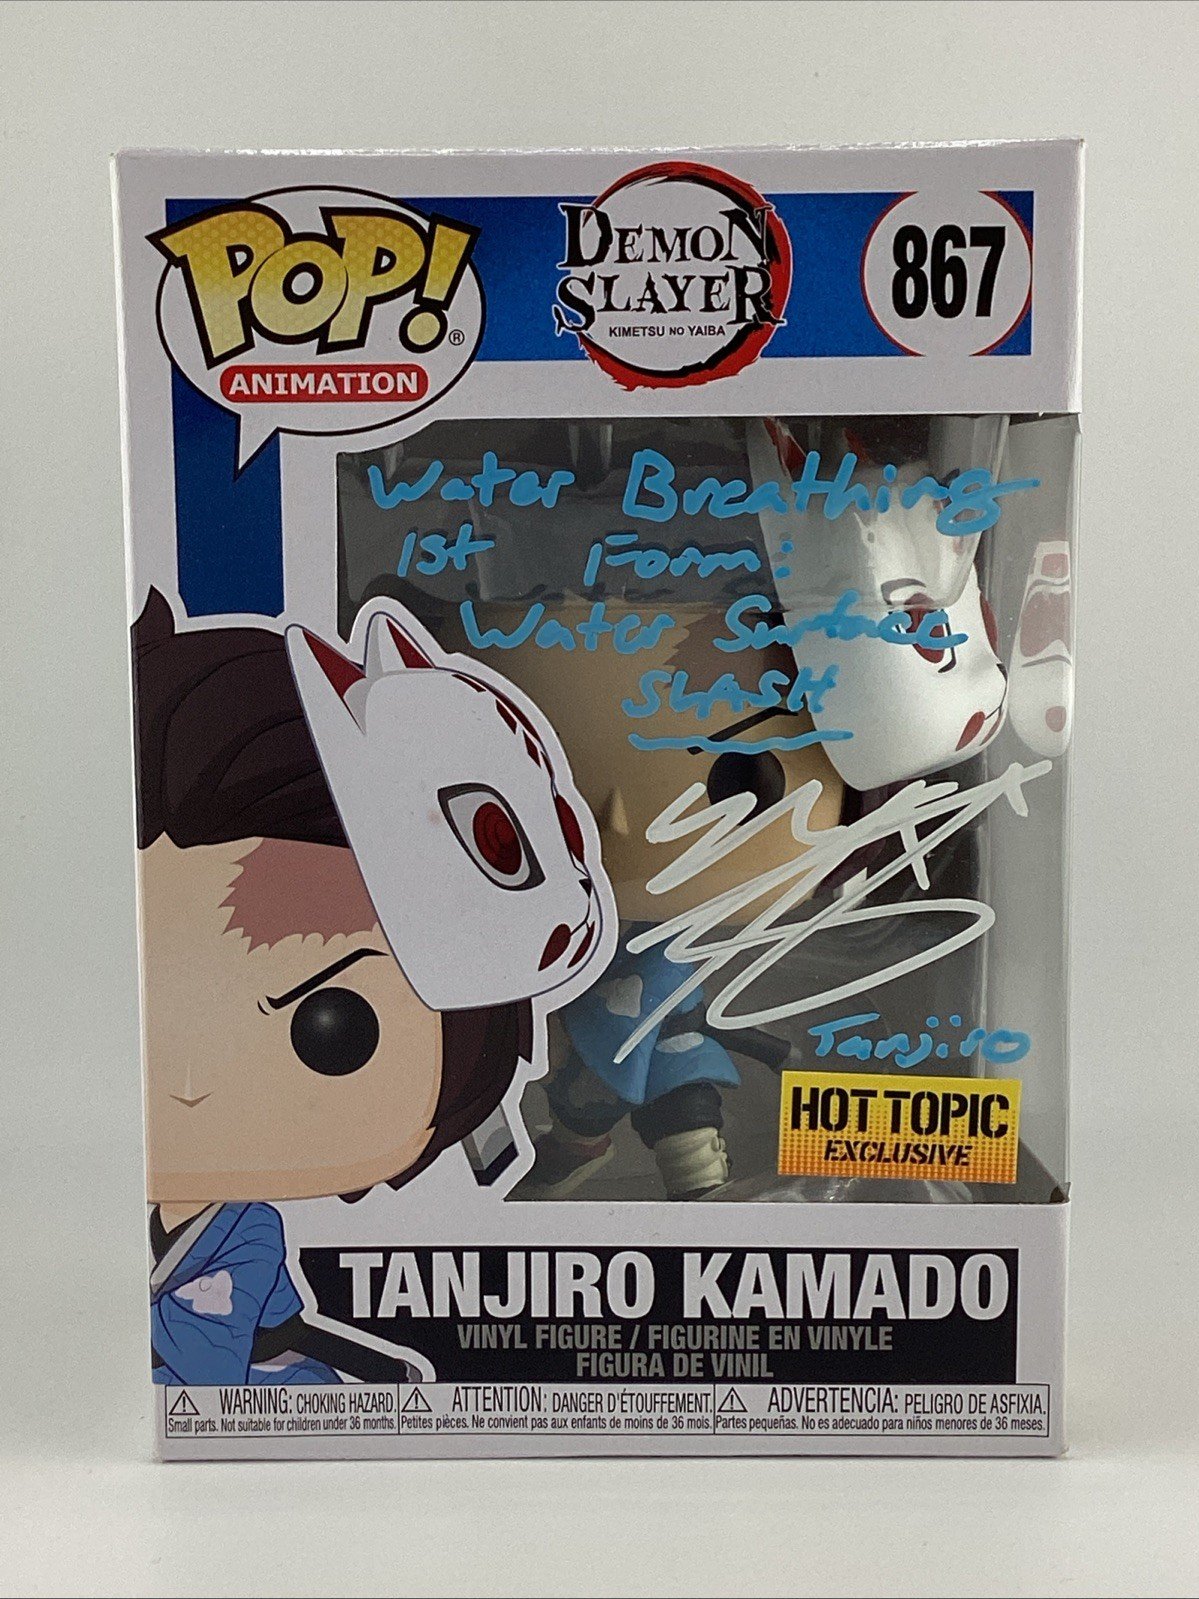 POP!®
ANIMATION
DEMON
SLAYER
KIMETSU NO YAIBA
867
Water Breathing
1st Form:
Water Surface
SLASH
Tanjiro
HOT TOPIC
EXCLUSIVE
TANJIRO KAMADO
VINYL FIGURE / FIGURINE EN VINYLE
FIGURA DE VINIL
WARNING: CHOKING HAZARD.
Small parts. Not suitable for children under 36 months.
ATTENTION: DANGER D'ÉTOUFFEMENT.
Petites pièces. Ne convient pas aux enfants de moins de 36 mois.
ADVERTENCIA: PELIGRO DE ASFIXIA.
Partes pequeñas. No es adecuado para niños menores de 36 meses.